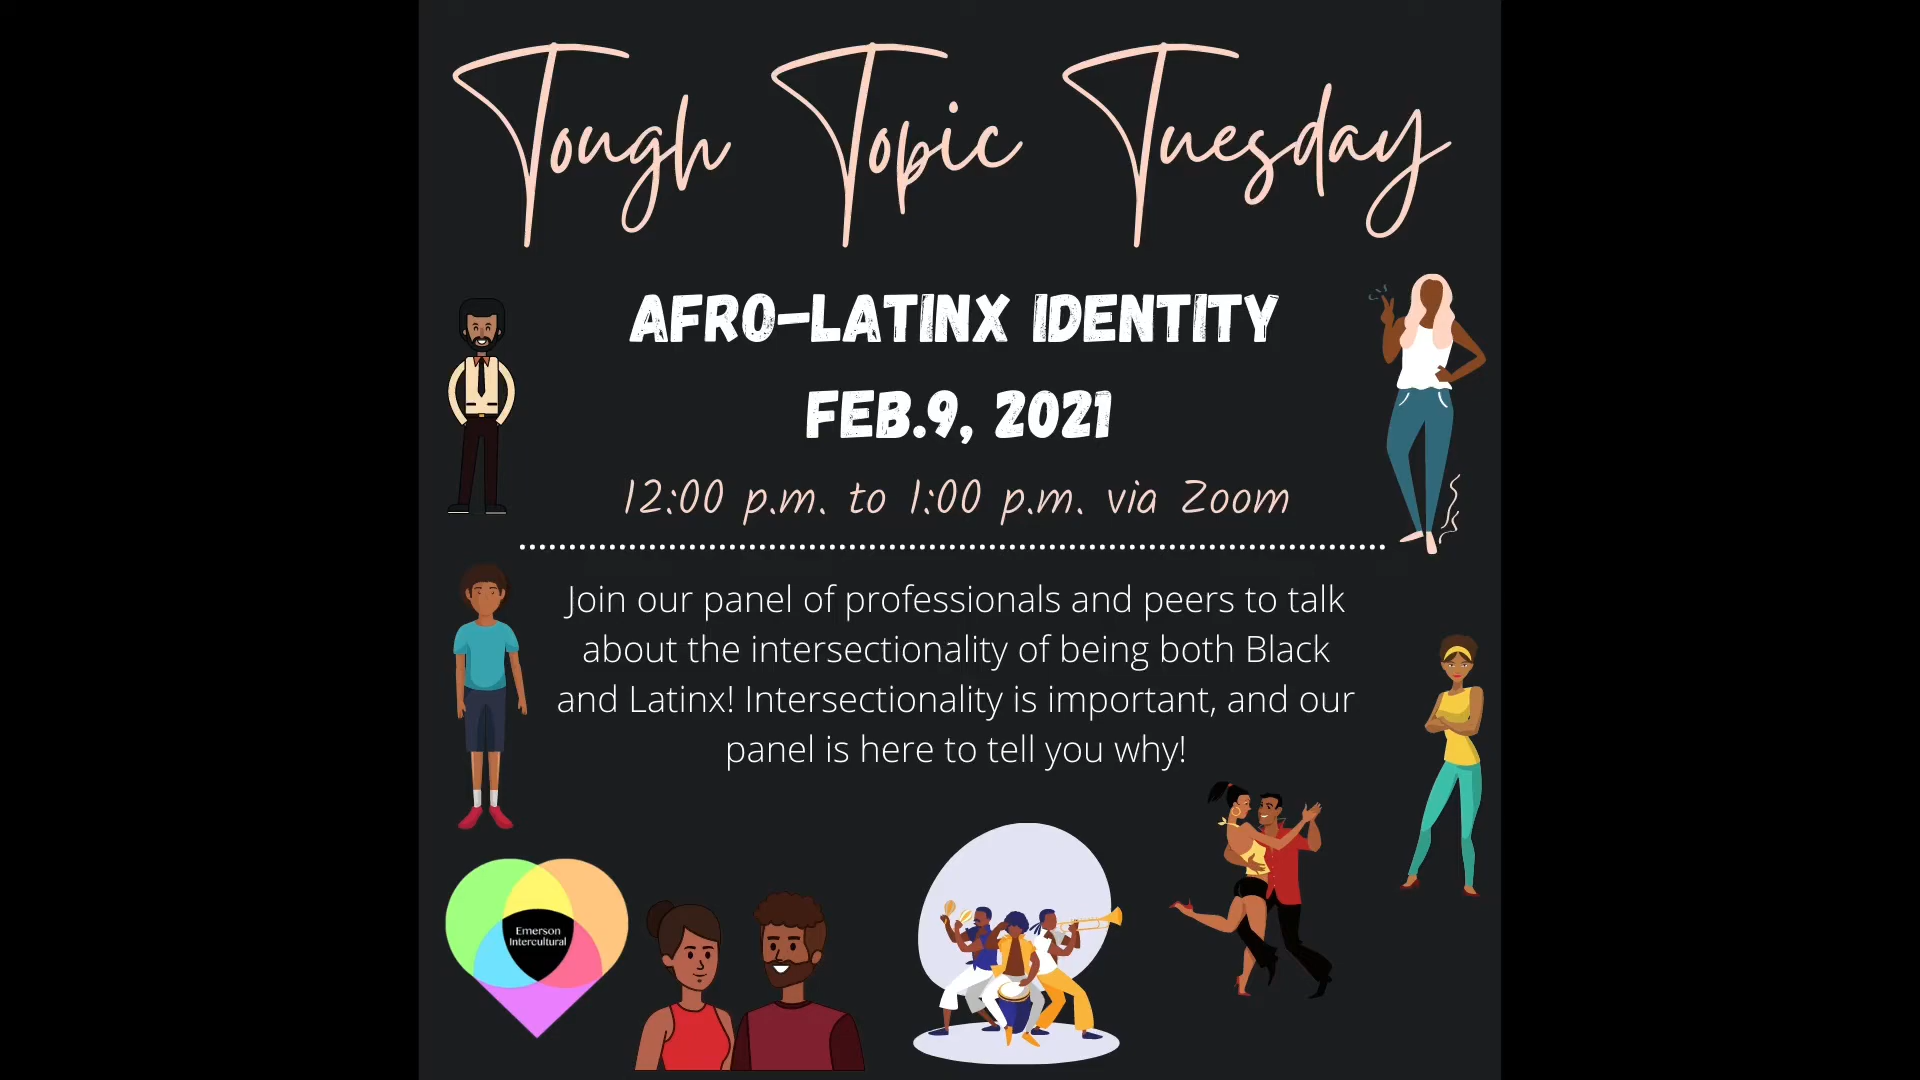 Tough Topic Tuesday
AFRO-LATINX IDENTITY
FEB.9, 2021
12:00 p.m. to 1:00 p.m. via Zoom
Join our panel of professionals and peers to talk
about the intersectionality of being both Black
and Latinx! Intersectionality is important, and our
panel is here to tell you why!
Emerson
Intercultural